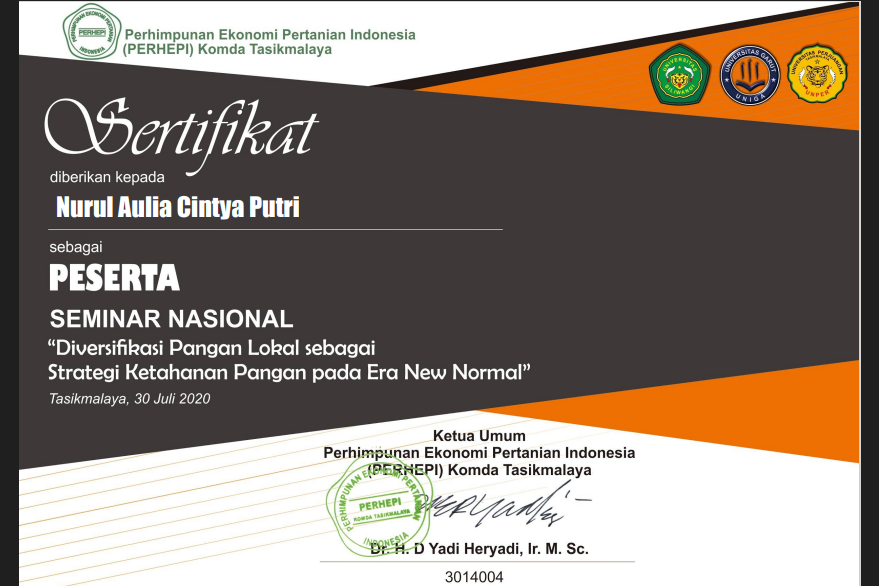 Perhimpunan Ekonomi Pertanian Indonesia
(PERHEPI) Komda Tasikmalaya
PERHIMPUNAN EKONOMI PERTANIAN
PERHEPI
INDONESIA
UNIVERSITAS
SILIWANGI
UNIVERSITAS GARUT
UNIGA
UNIVERSITAS PERJUANGAN
UNPER
Sertifikat
diberikan kepada
Nurul Aulia Cintya Putri
sebagai
PESERTA
SEMINAR NASIONAL
“Diversifikasi Pangan Lokal sebagai
Strategi Ketahanan Pangan pada Era New Normal”
Tasikmalaya, 30 Juli 2020
Ketua Umum
Perhimpunan Ekonomi Pertanian Indonesia
(PERHEPI) Komda Tasikmalaya
PERHIMPUNAN EKONOMI PERTANIAN
PERHEPI
KOMDA TASIKMALAYA
INDONESIA
Dr. H. D Yadi Heryadi, Ir. M. Sc.
3014004